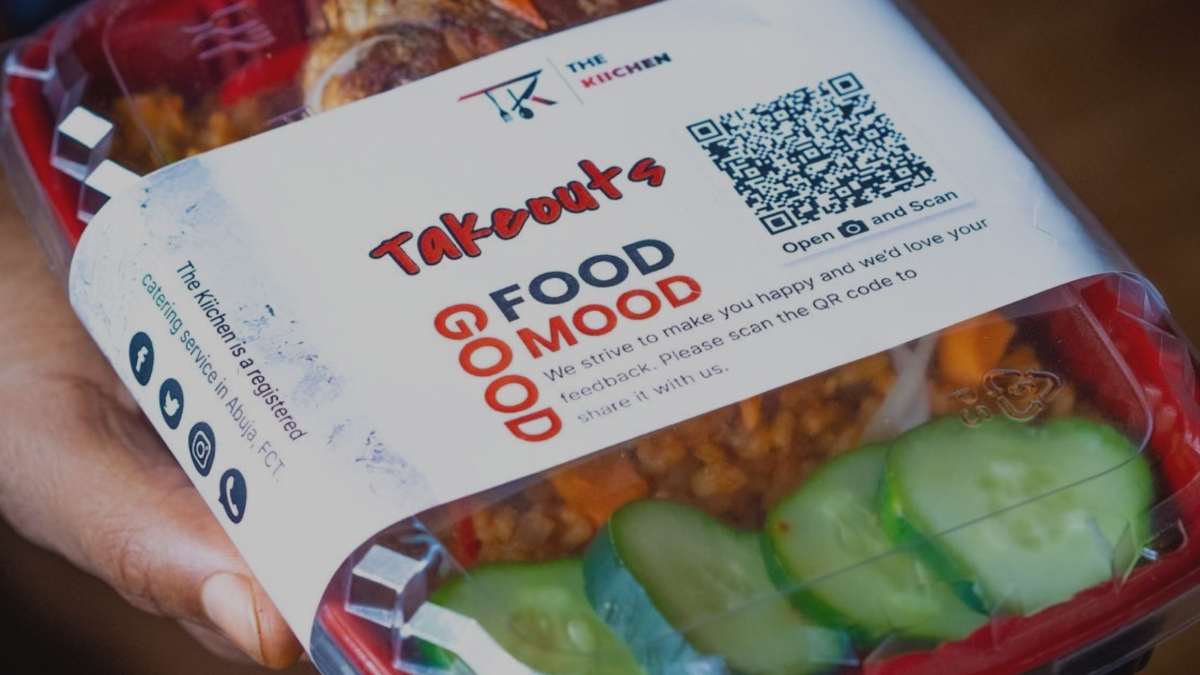 THE
KIICHEN
Takeouts
GOOD
FOOD
MOOD
Open and Scan
We strive to make you happy and we'd love your
feedback. Please scan the QR code to
share it with us.
The Kiichen is a registered
catering service in Abuja, FCT.